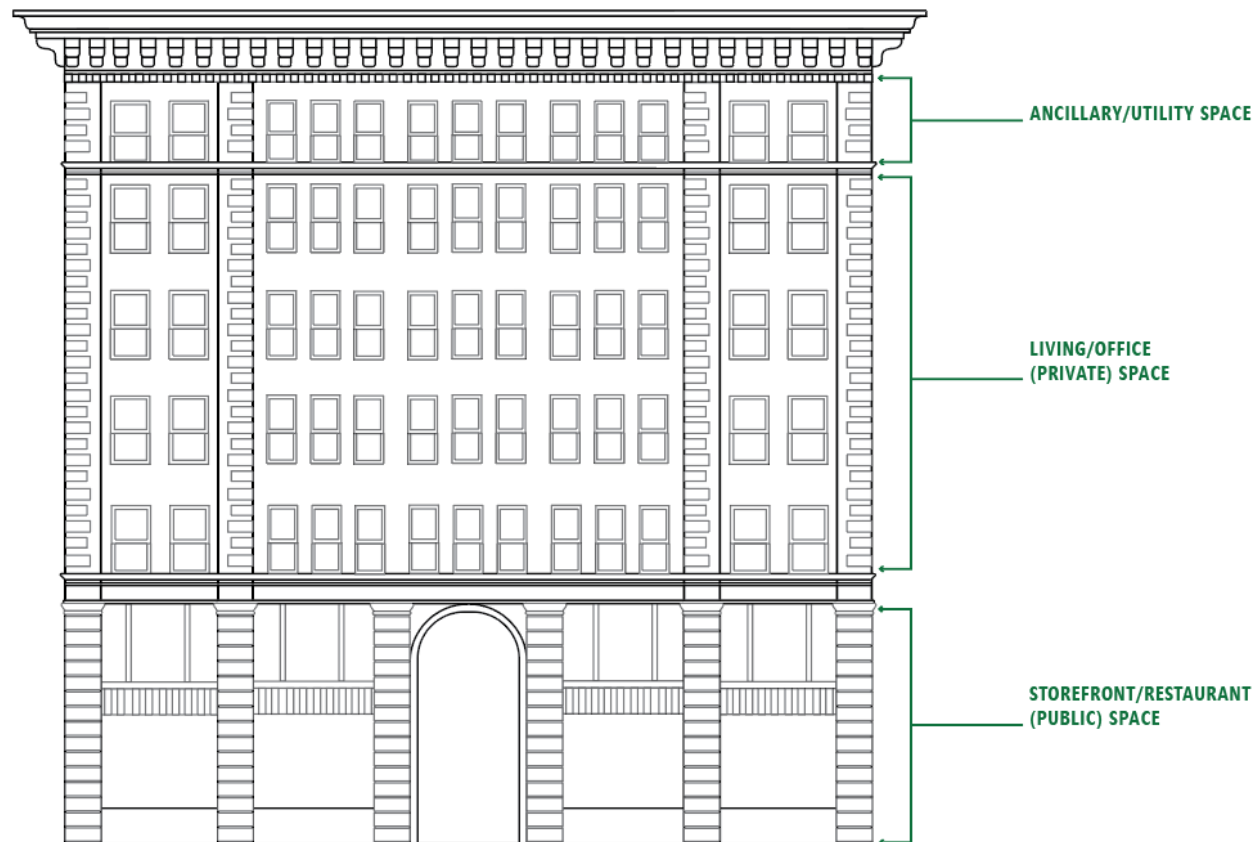 ANCILLARY/UTILITY SPACE
LIVING/OFFICE
(PRIVATE) SPACE
STOREFRONT/RESTAURANT
(PUBLIC) SPACE